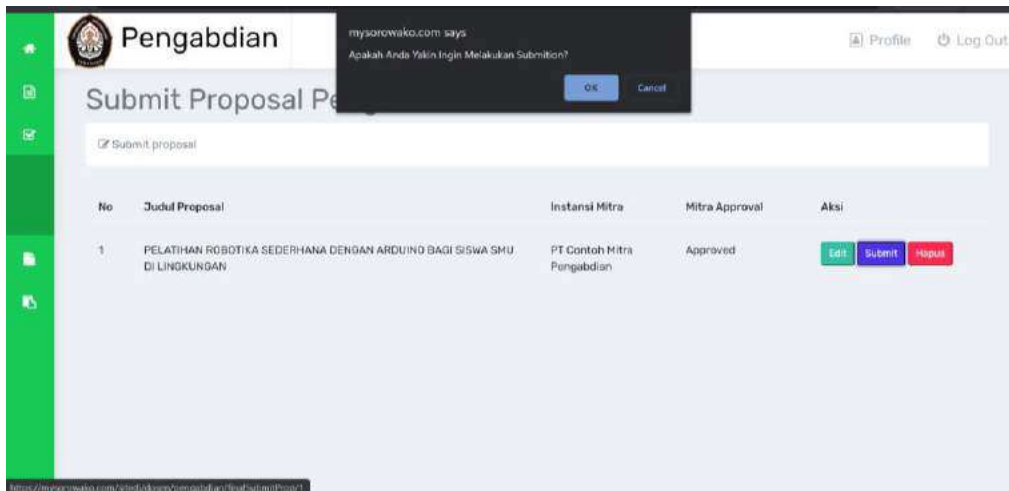 Pengabdian
mysorowako.com says
Apakah Anda Yakin Ingin Melakukan Submition?
OK Cancel
Profile Log Out
Submit Proposal
Submit proposal
No Judul Proposal Instansi Mitra Mitra Approval Aksi
1 PELATIHAN ROBOTIKA SEDERHANA DENGAN ARDUINO BAGI SISWA SMU PT Contoh Mitra Approved Edit Submit Hapus
DI LINGKUNGAN Pengabdian